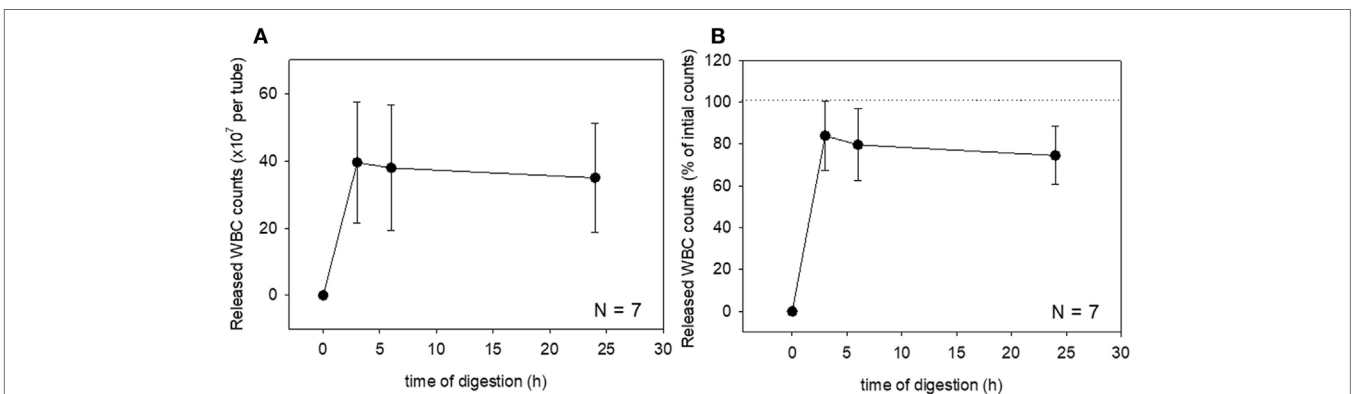 A
Released WBC counts (x10⁷ per tube)
60
40
20
0
N = 7
0 5 10 15 20 25 30
time of digestion (h)
B
Released WBC counts (% of intial counts)
120
100
80
60
40
20
0
N = 7
0 5 10 15 20 25 30
time of digestion (h)